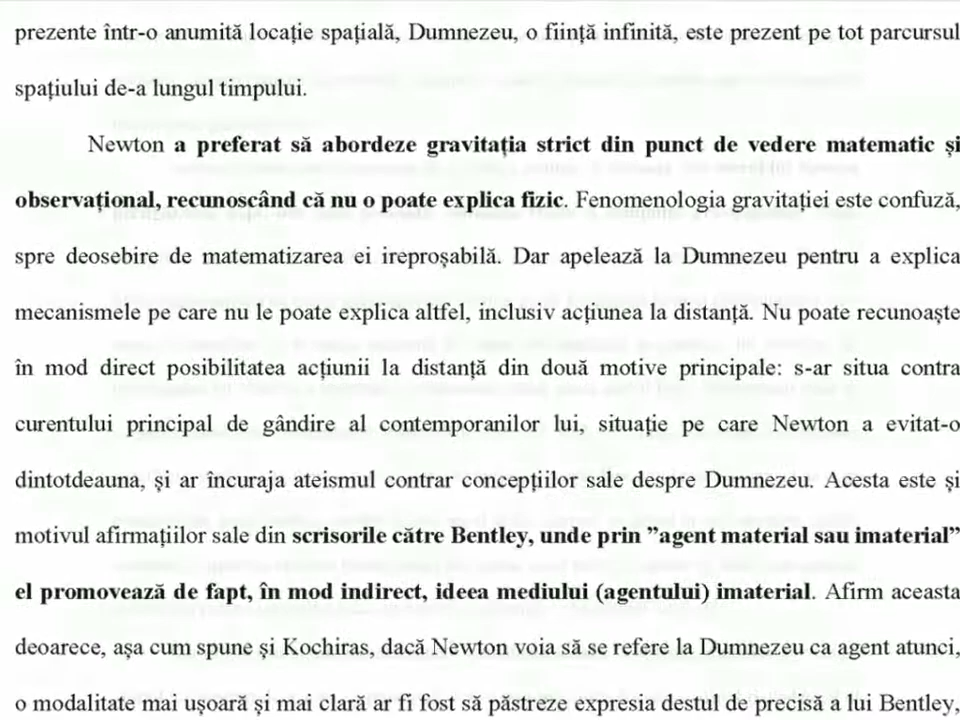 prezente într-o anumită locație spațială, Dumnezeu, o ființă infinită, este prezent pe tot parcursul
spațiului de-a lungul timpului.
Newton a preferat să abordeze gravitația strict din punct de vedere matematic și
observațional, recunoscând că nu o poate explica fizic. Fenomenologia gravitației este confuză,
spre deosebire de matematizarea ei ireproșabilă. Dar apelează la Dumnezeu pentru a explica
mecanismele pe care nu le poate explica altfel, inclusiv acțiunea la distanță. Nu poate recunoaște
în mod direct posibilitatea acțiunii la distanță din două motive principale: s-ar situa contra
curentului principal de gândire al contemporanilor lui, situație pe care Newton a evitat-o
dintotdeauna, și ar încuraja ateismul contrar concepțiilor sale despre Dumnezeu. Acesta este și
motivul afirmațiilor sale din scrisorile către Bentley, unde prin ”agent material sau imaterial”
el promovează de fapt, în mod indirect, ideea mediului (agentului) imaterial. Afirm aceasta
deoarece, așa cum spune și Kochiras, dacă Newton voia să se refere la Dumnezeu ca agent atunci,
o modalitate mai ușoară și mai clară ar fi fost să păstreze expresia destul de precisă a lui Bentley,